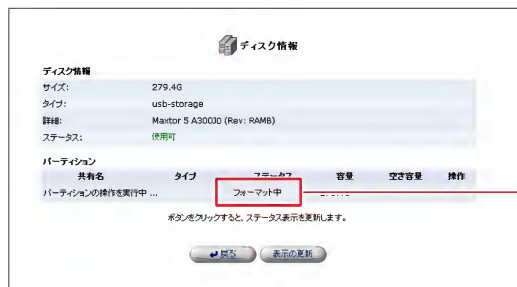 ディスク情報
ディスク情報
サイズ: 279.4G
タイプ: usb-storage
詳細: Maxtor 5 A300J0 (Rev: RAMB)
ステータス: 使用可
パーティション
共有名 タイプ ステータス 容量 空き容量 操作
パーティションの操作を実行中 ... フォーマット中
ボタンをクリックすると、ステータス表示を更新します。
戻る 表示の更新